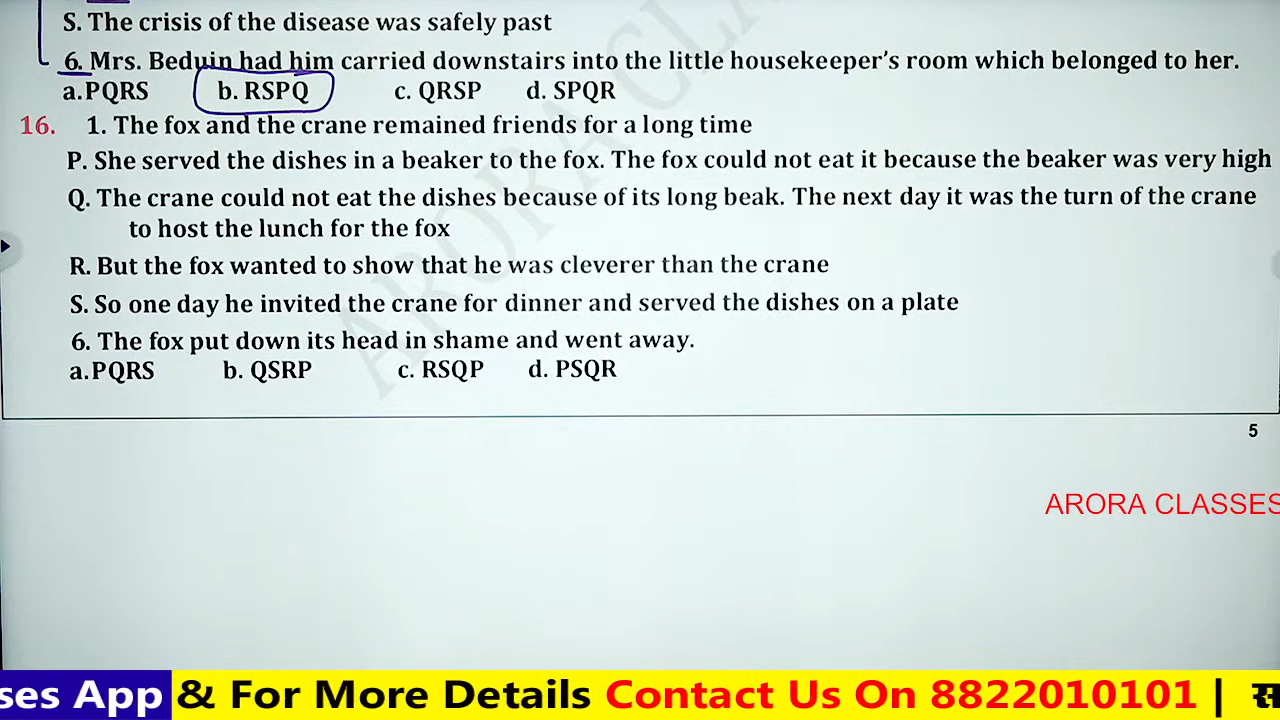 S. The crisis of the disease was safely past
6. Mrs. Beduin had him carried downstairs into the little housekeeper's room which belonged to her.
a.PQRS b. RSPQ c. QRSP d. SPQR
16. 1. The fox and the crane remained friends for a long time
P. She served the dishes in a beaker to the fox. The fox could not eat it because the beaker was very high
Q. The crane could not eat the dishes because of its long beak. The next day it was the turn of the crane
to host the lunch for the fox
R. But the fox wanted to show that he was cleverer than the crane
S. So one day he invited the crane for dinner and served the dishes on a plate
6. The fox put down its head in shame and went away.
a.PQRS b. QSRP c. RSQP d. PSQR
5
ARORA CLASSES
ses App & For More Details Contact Us On 8822010101 |